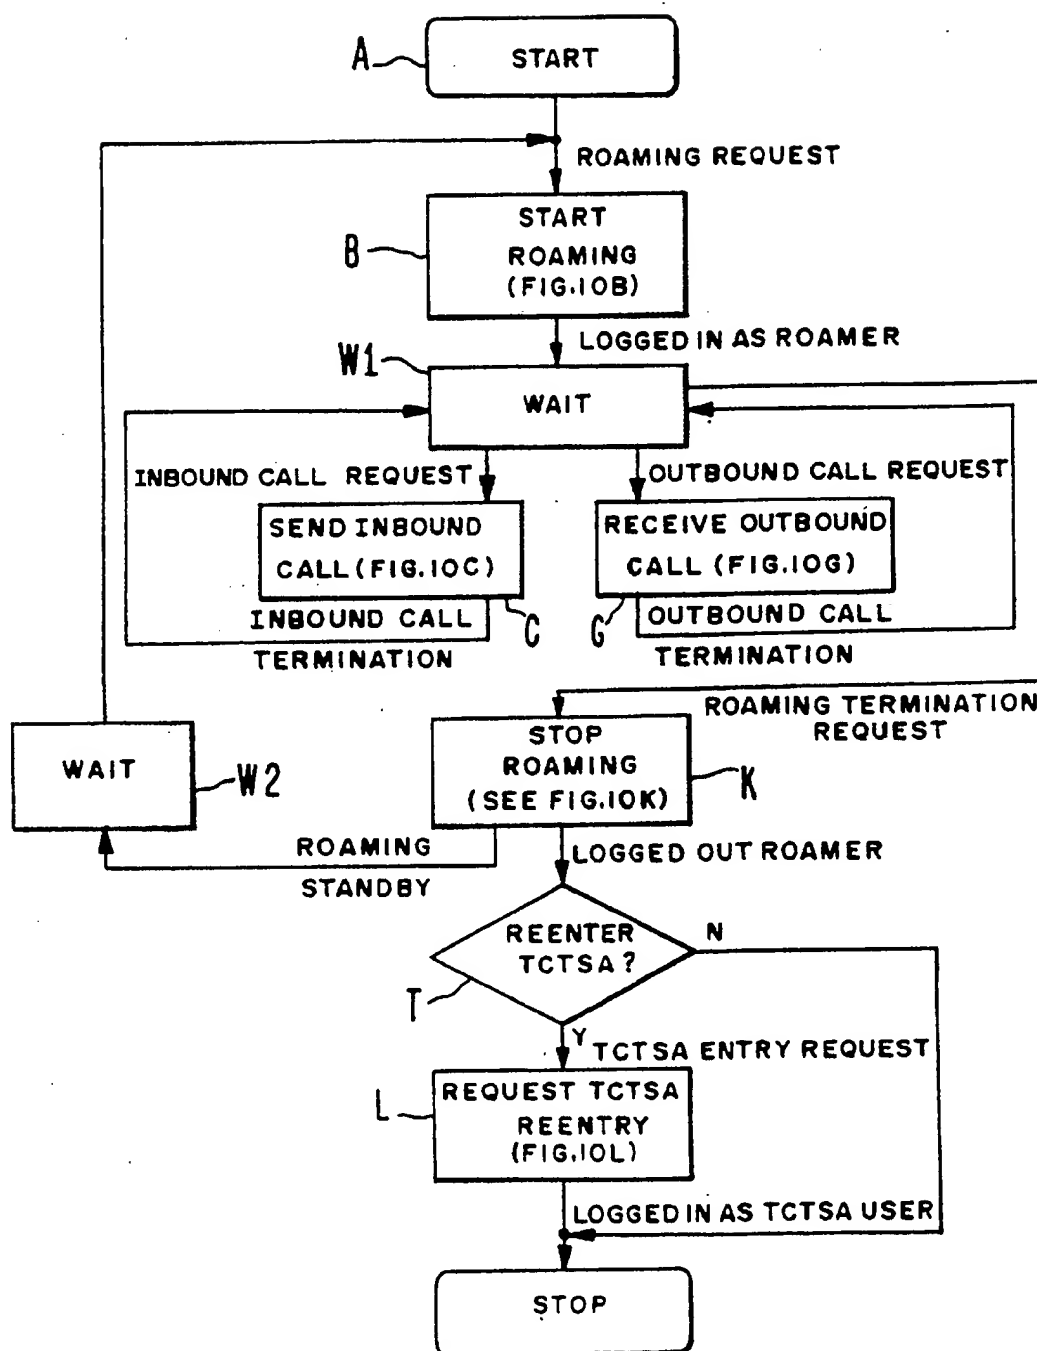 A
START
ROAMING REQUEST
B
START
ROAMING
(FIG.10B)
LOGGED IN AS ROAMER
W1
WAIT
INBOUND CALL REQUEST
OUTBOUND CALL REQUEST
SEND INBOUND
CALL (FIG.10C)
RECEIVE OUTBOUND
CALL (FIG.10G)
INBOUND CALL
TERMINATION
C
G
OUTBOUND CALL
TERMINATION
ROAMING TERMINATION
REQUEST
STOP
ROAMING
(SEE FIG.10K)
K
WAIT
W2
ROAMING
STANDBY
LOGGED OUT ROAMER
REENTER
TCTSA?
N
T
Y
TCTSA ENTRY REQUEST
L
REQUEST TCTSA
REENTRY
(FIG.10L)
LOGGED IN AS TCTSA USER
STOP